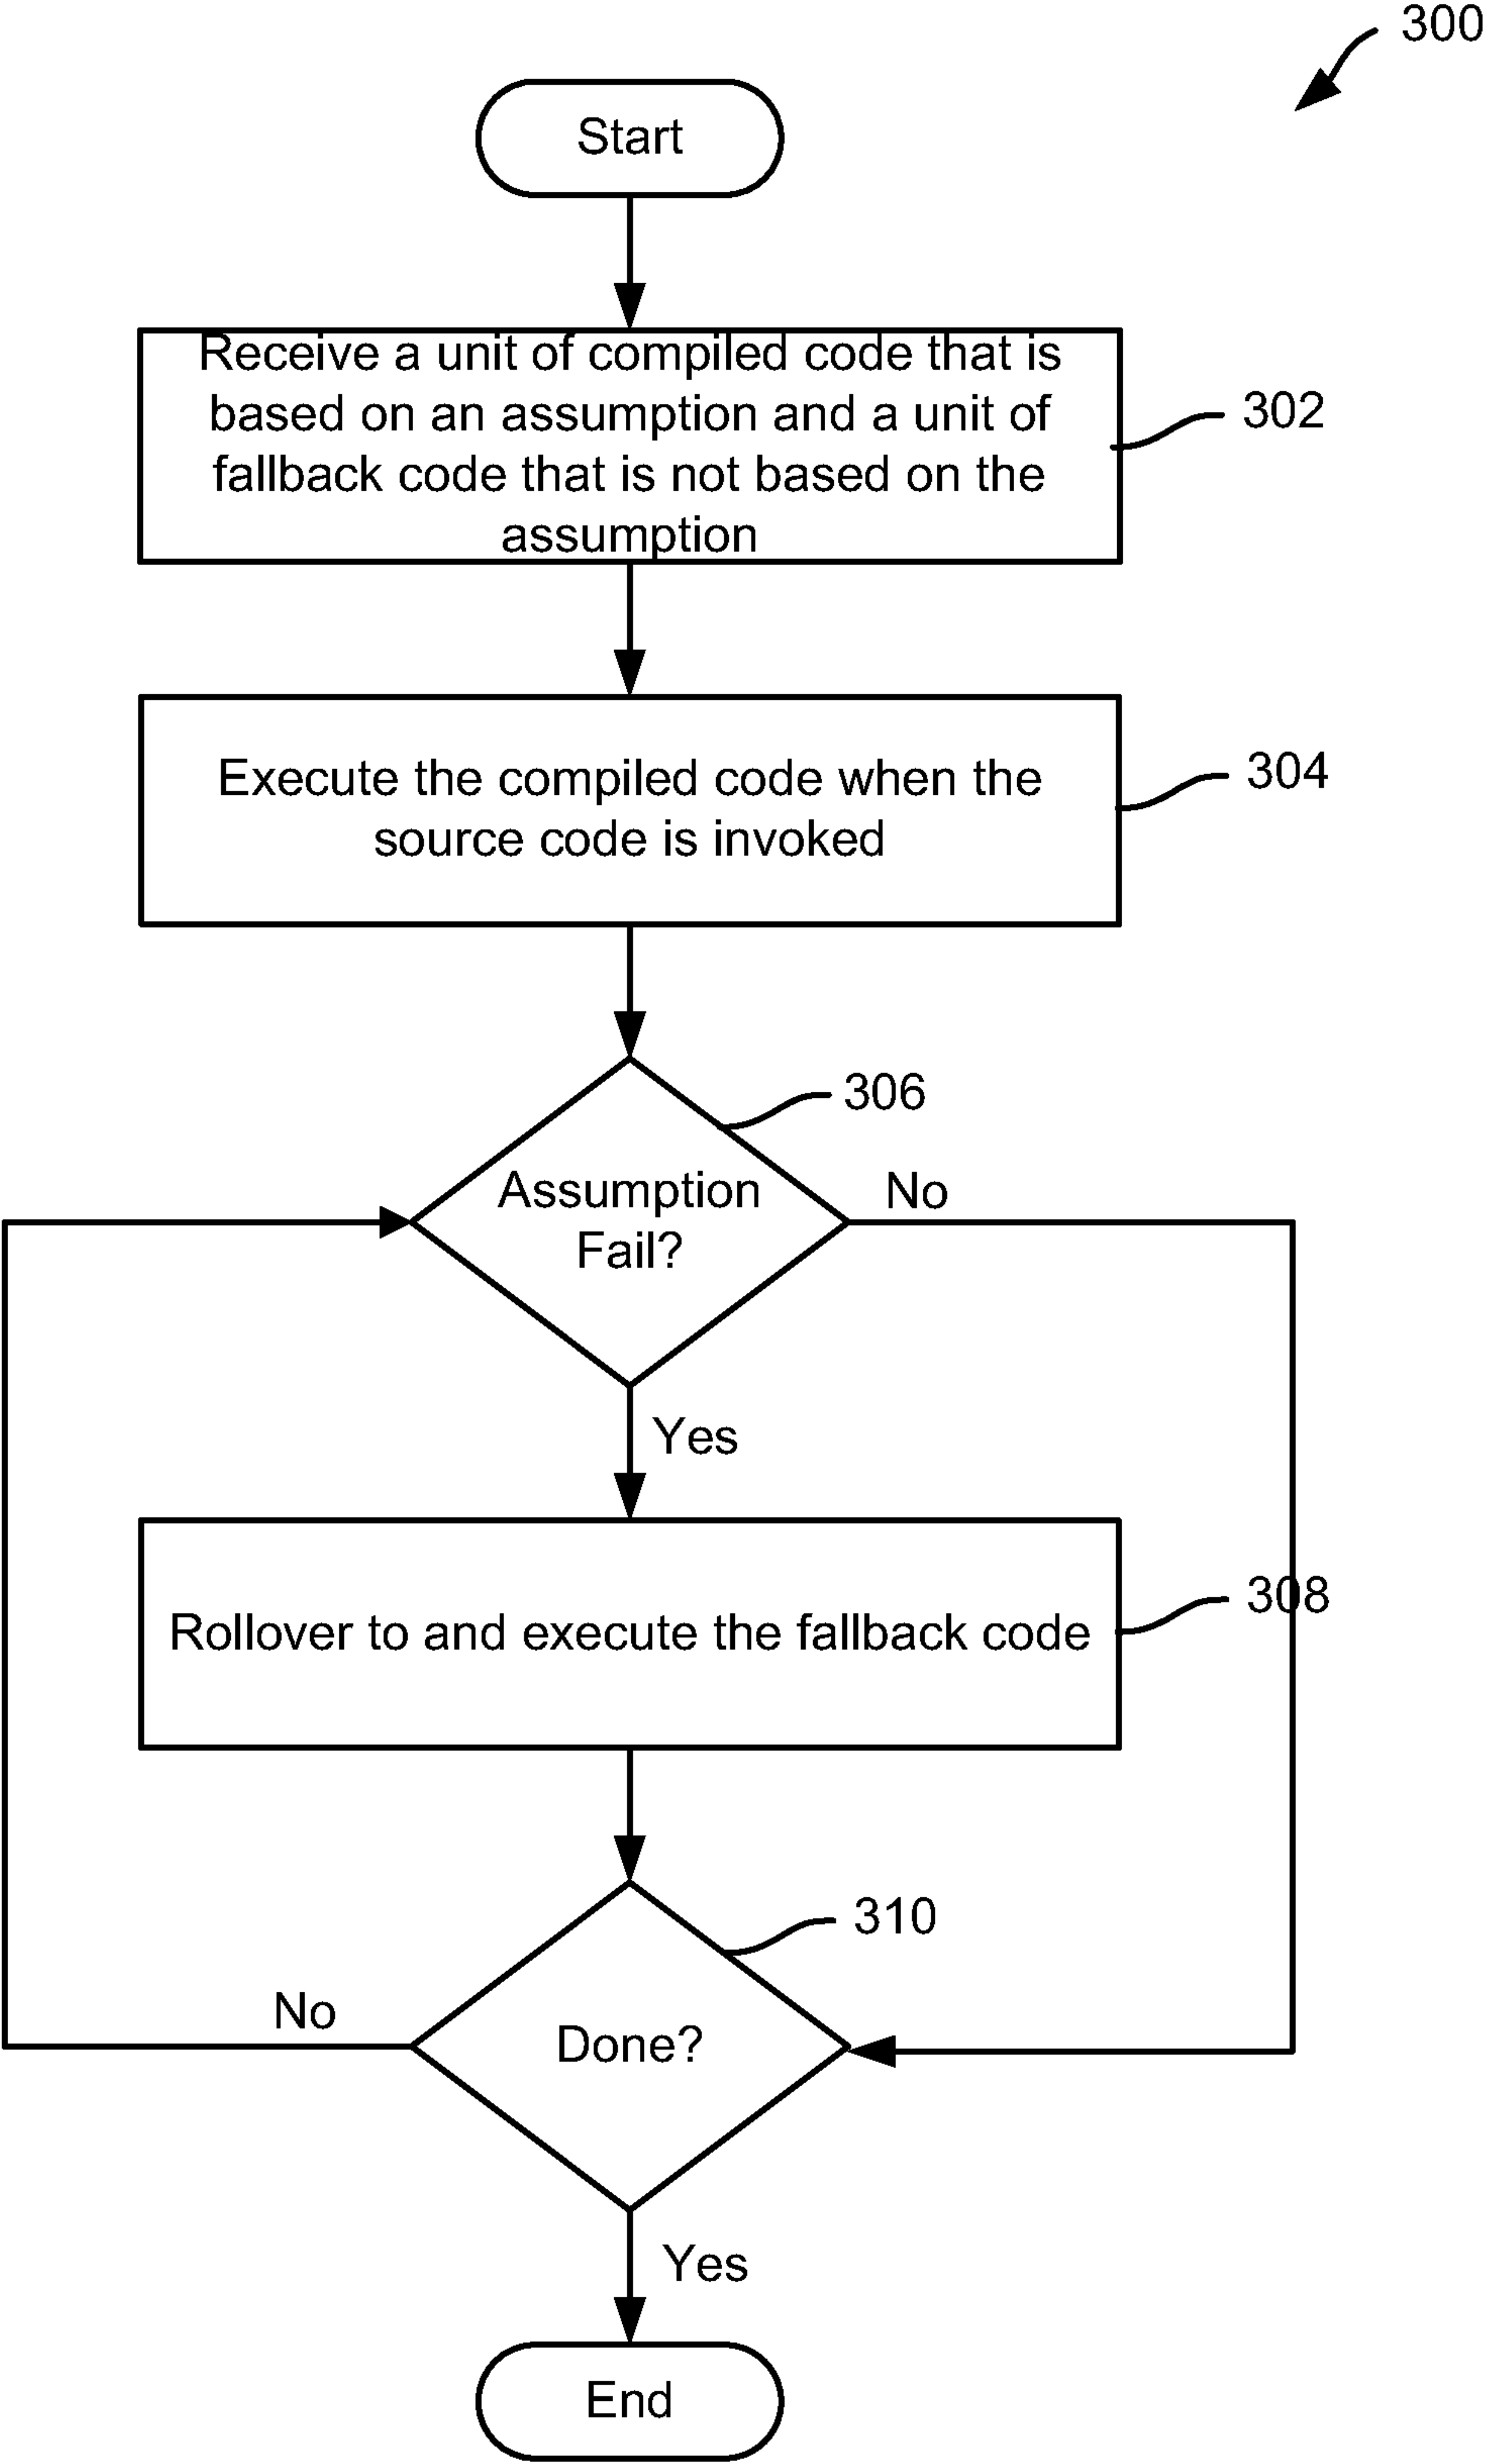 300
Start
Receive a unit of compiled code that is
based on an assumption and a unit of
fallback code that is not based on the
assumption
302
Execute the compiled code when the
source code is invoked
304
306
Assumption
Fail?
No
Yes
Rollover to and execute the fallback code
308
310
No
Done?
Yes
End